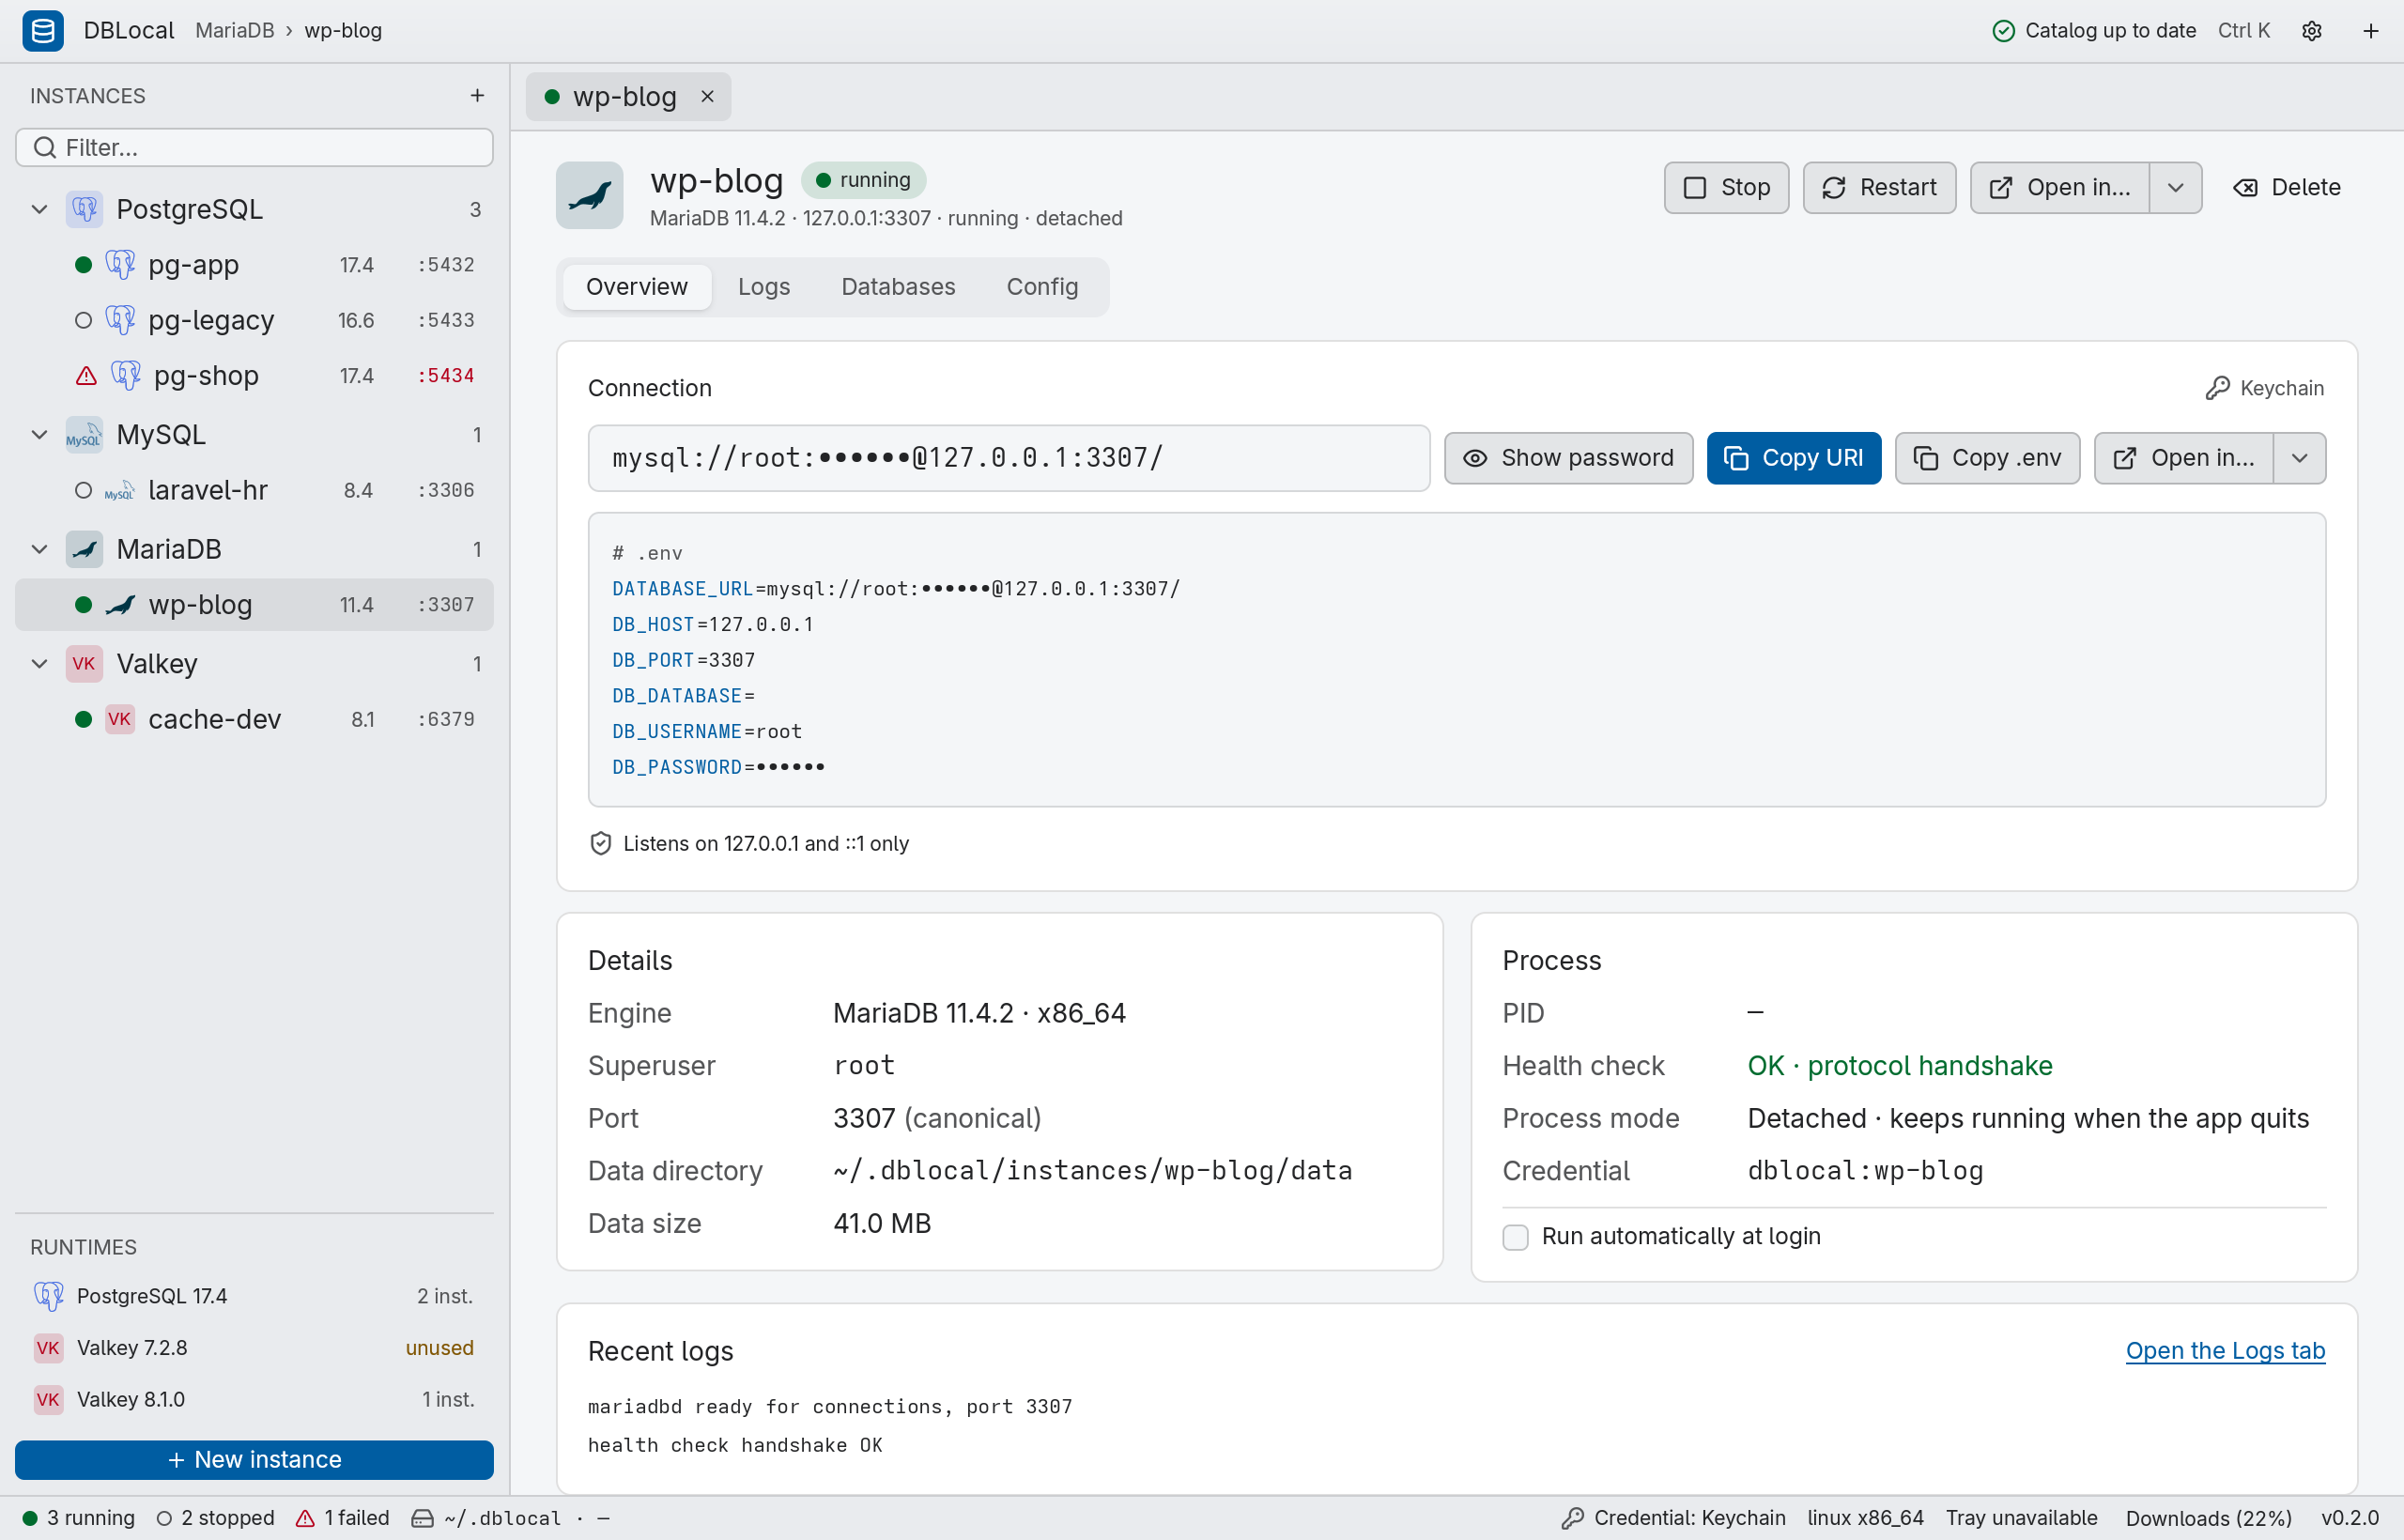 DBLocal MariaDB › wp-blog
Catalog up to date Ctrl K
INSTANCES
Filter...
PostgreSQL 3
pg-app 17.4 :5432
pg-legacy 16.6 :5433
pg-shop 17.4 :5434
MySQL MySQL 1
MySQL laravel-hr 8.4 :3306
MariaDB 1
wp-blog 11.4 :3307
VK Valkey 1
VK cache-dev 8.1 :6379
RUNTIMES
PostgreSQL 17.4 2 inst.
VK Valkey 7.2.8 unused
VK Valkey 8.1.0 1 inst.
+ New instance
wp-blog
wp-blog running
MariaDB 11.4.2 · 127.0.0.1:3307 · running · detached
Stop Restart Open in... Delete
Overview Logs Databases Config
Connection Keychain
mysql://root:••••••@127.0.0.1:3307/
Show password Copy URI Copy .env Open in...
# .env
DATABASE_URL=mysql://root:••••••@127.0.0.1:3307/
DB_HOST=127.0.0.1
DB_PORT=3307
DB_DATABASE=
DB_USERNAME=root
DB_PASSWORD=••••••
Listens on 127.0.0.1 and ::1 only
Details
Engine MariaDB 11.4.2 · x86_64
Superuser root
Port 3307 (canonical)
Data directory ~/.dblocal/instances/wp-blog/data
Data size 41.0 MB
Process
PID —
Health check OK · protocol handshake
Process mode Detached · keeps running when the app quits
Credential dblocal:wp-blog
Run automatically at login
Recent logs Open the Logs tab
mariadbd ready for connections, port 3307
health check handshake OK
3 running 2 stopped 1 failed ~/.dblocal · —
Credential: Keychain linux x86_64 Tray unavailable Downloads (22%) v0.2.0